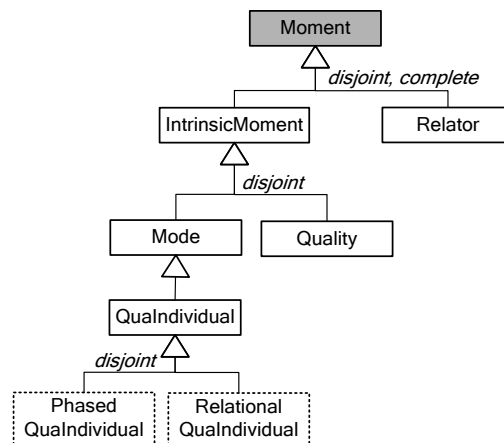 Moment
disjoint, complete
IntrinsicMoment Relator
disjoint
Mode Quality
QuaIndividual
disjoint
Phased Relational
QuaIndividual QuaIndividual